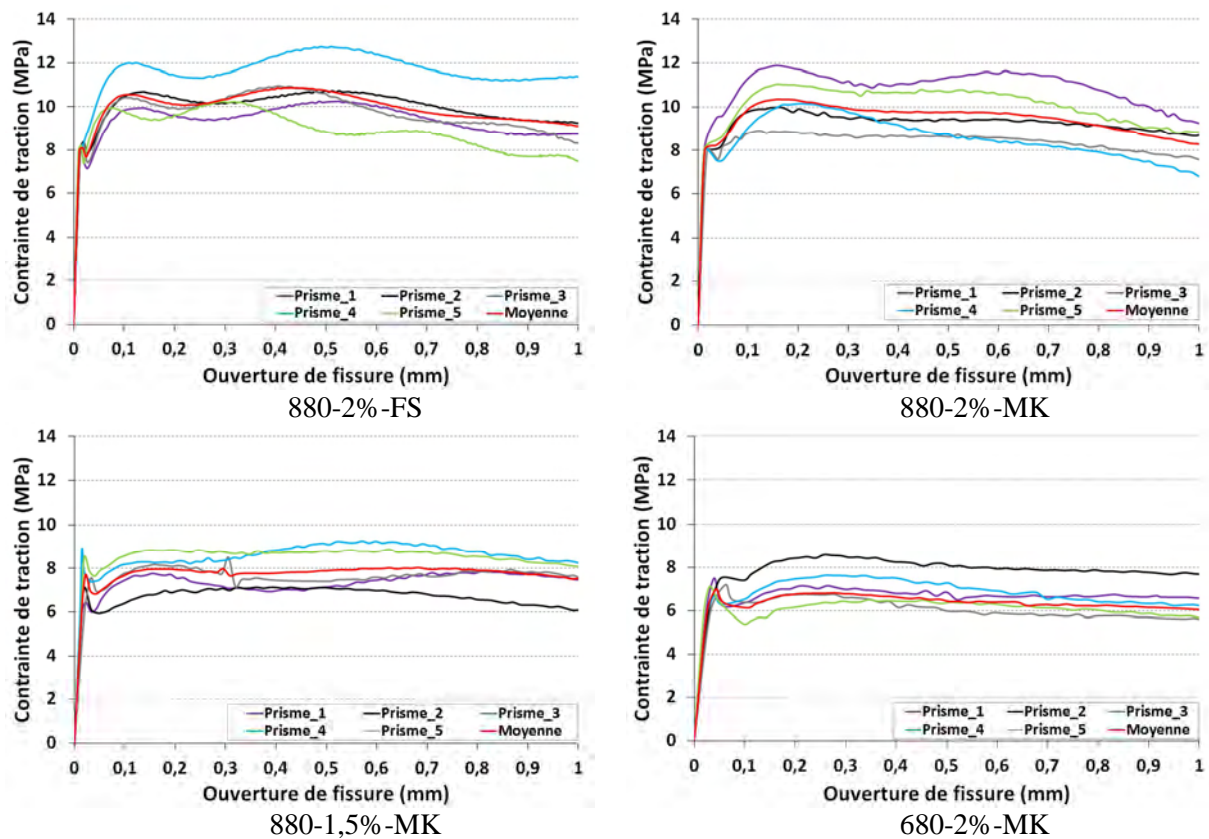 Contrainte de traction (MPa)
14
12
10
8
6
4
2
0
Prisme_1 Prisme_2 Prisme_3
Prisme_4 Prisme_5 Moyenne
0 0,1 0,2 0,3 0,4 0,5 0,6 0,7 0,8 0,9 1
Ouverture de fissure (mm)
880-2%-FS
Contrainte de traction (MPa)
14
12
10
8
6
4
2
0
Prisme_1 Prisme_2 Prisme_3
Prisme_4 Prisme_5 Moyenne
0 0,1 0,2 0,3 0,4 0,5 0,6 0,7 0,8 0,9 1
Ouverture de fissure (mm)
880-2%-MK
Contrainte de traction (MPa)
14
12
10
8
6
4
2
0
Prisme_1 Prisme_2 Prisme_3
Prisme_4 Prisme_5 Moyenne
0 0,1 0,2 0,3 0,4 0,5 0,6 0,7 0,8 0,9 1
Ouverture de fissure (mm)
880-1,5%-MK
Contrainte de traction (MPa)
14
12
10
8
6
4
2
0
Prisme_1 Prisme_2 Prisme_3
Prisme_4 Prisme_5 Moyenne
0 0,1 0,2 0,3 0,4 0,5 0,6 0,7 0,8 0,9 1
Ouverture de fissure (mm)
680-2%-MK